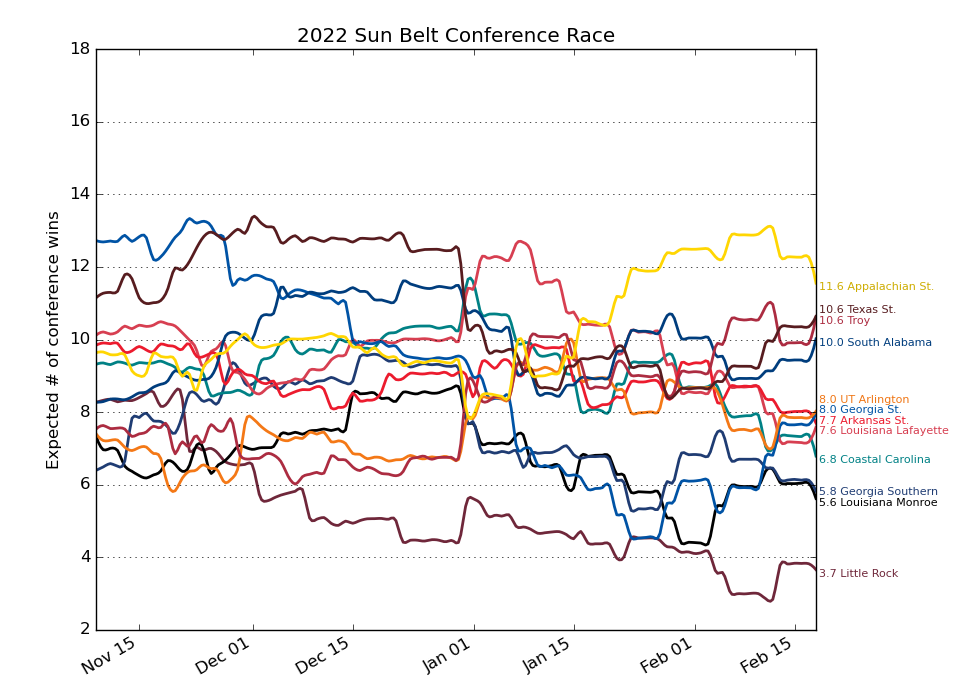 2022 Sun Belt Conference Race
Expected # of conference wins
18
16
14
12
10
8
6
4
2
Nov 15
Dec 01
Dec 15
Jan 01
Jan 15
Feb 01
Feb 15
11.6 Appalachian St.
10.6 Texas St.
10.6 Troy
10.0 South Alabama
8.0 UT Arlington
8.0 Georgia St.
7.7 Arkansas St.
7.6 Louisiana Lafayette
6.8 Coastal Carolina
5.8 Georgia Southern
5.6 Louisiana Monroe
3.7 Little Rock